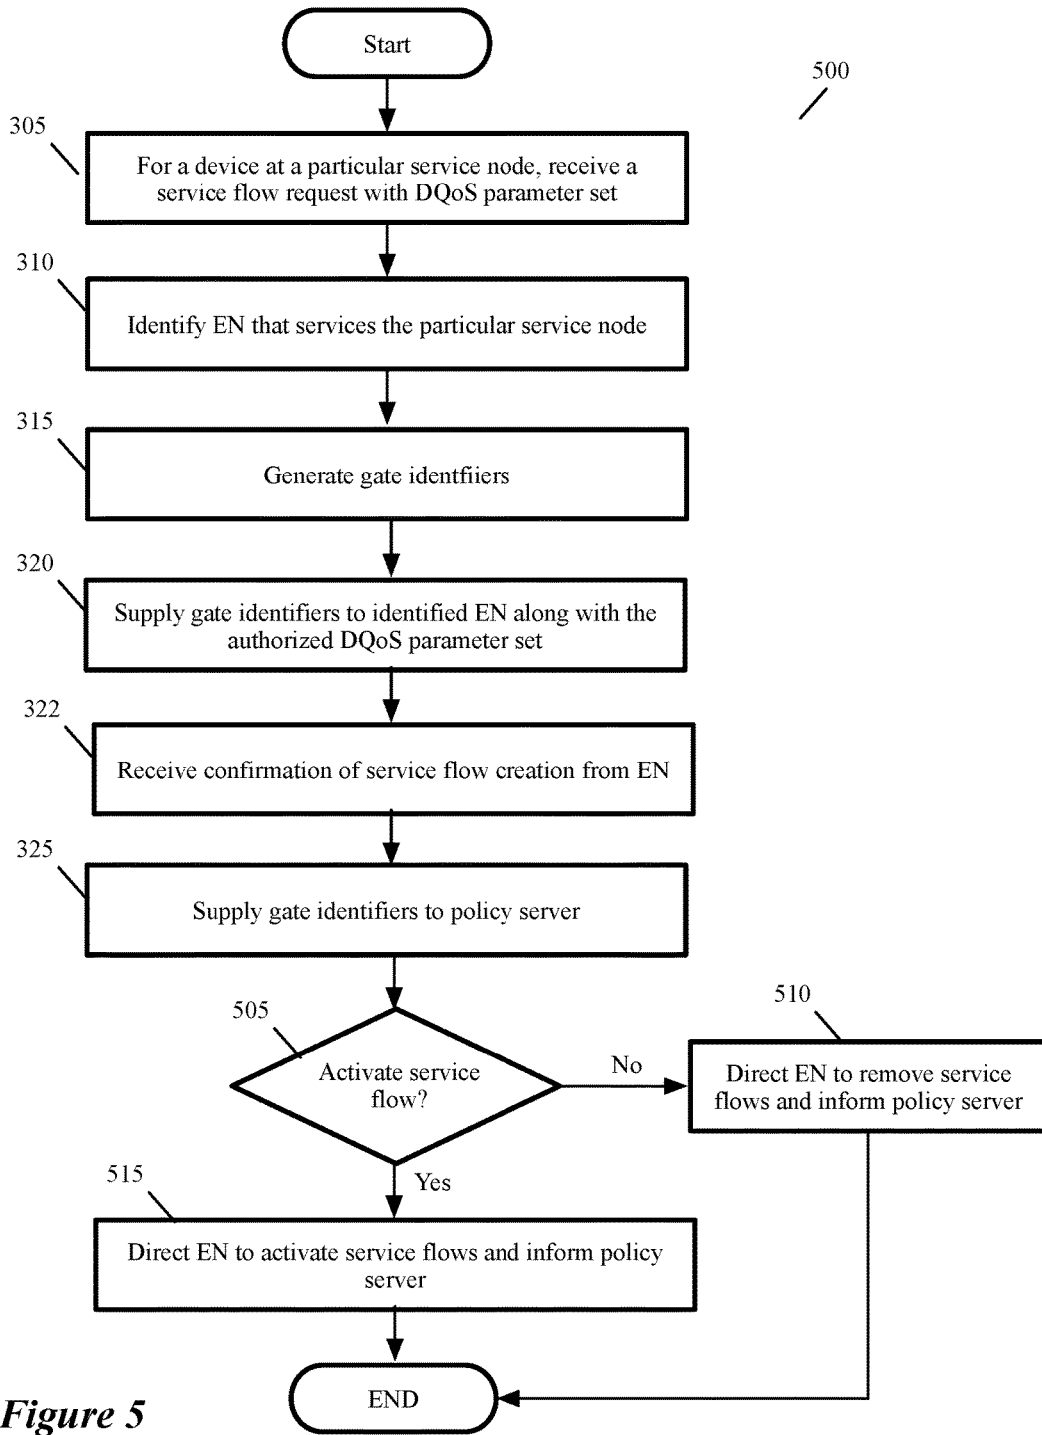 Start
500
305
For a device at a particular service node, receive a
service flow request with DQoS parameter set
310
Identify EN that services the particular service node
315
Generate gate identfiiers
320
Supply gate identifiers to identified EN along with the
authorized DQoS parameter set
322
Receive confirmation of service flow creation from EN
325
Supply gate identifiers to policy server
505
Activate service
flow?
No
510
Direct EN to remove service
flows and inform policy server
Yes
515
Direct EN to activate service flows and inform policy
server
END
Figure 5